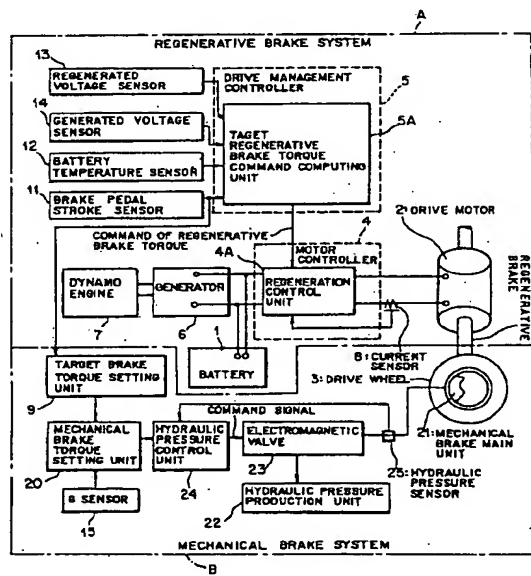 A
REGENERATIVE BRAKE SYSTEM
13
REGENERATED
VOLTAGE SENSOR
DRIVE MANAGEMENT
CONTROLLER
5
14
GENERATED VOLTAGE
SENSOR
12
BATTERY
TEMPERATURE SENSOR
11
BRAKE PEDAL
STROKE SENSOR
TAGET
REGENERATIVE
BRAKE TORQUE
COMMAND COMPUTING
UNIT
5A
COMMAND OF REGENERATIVE
BRAKE TORQUE
4
MOTOR
CONTROLLER
4A
REGENERATION
CONTROL
UNIT
2: DRIVE MOTOR
REGENERATIVE
BRAKE
DYNAMO
ENGINE
7
GENERATOR
6
1
BATTERY
8: CURRENT
SENSOR
3: DRIVE WHEEL
TARGET BRAKE
TORQUE SETTING
UNIT
9
MECHANICAL
BRAKE
TORQUE
SETTING UNIT
20
HYDRAULIC
PRESSURE
CONTROL
UNIT
24
COMMAND SIGNAL
ELECTROMAGNETIC
VALVE
23
21: MECHANICAL
BRAKE MAIN
UNIT
25: HYDRAULIC
PRESSURE
SENSOR
HYDRAULIC PRESSURE
PRODUCTION UNIT
22
SENSOR
15
MECHANICAL BRAKE SYSTEM
B